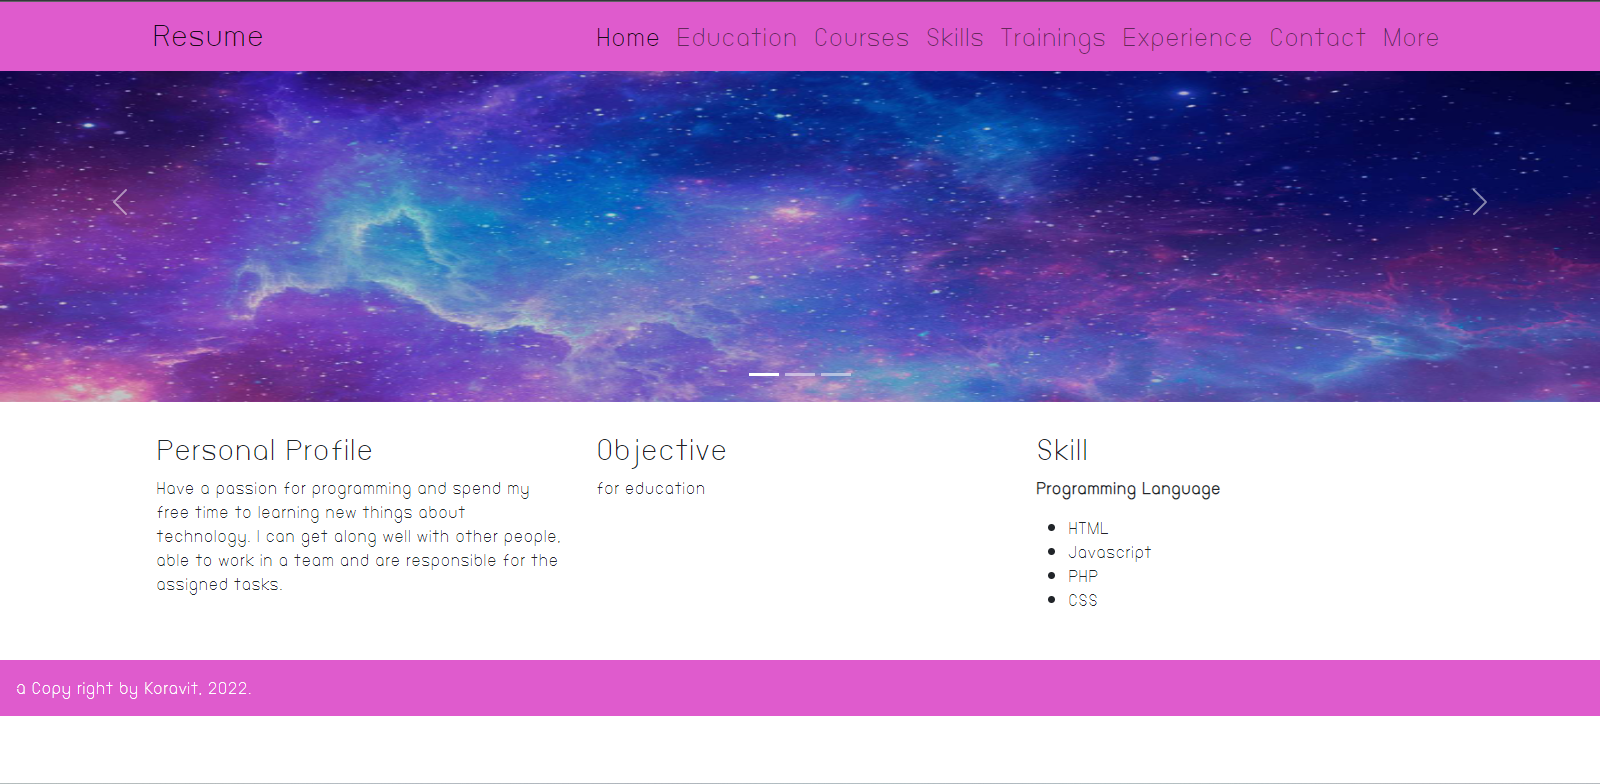 Resume
Home Education Courses Skills Trainings Experience Contact More
Personal Profile
Have a passion for programming and spend my
free time to learning new things about
technology. I can get along well with other people,
able to work in a team and are responsible for the
assigned tasks.
Objective
for education
Skill
Programming Language
HTML
Javascript
PHP
CSS
a Copy right by Koravit, 2022.